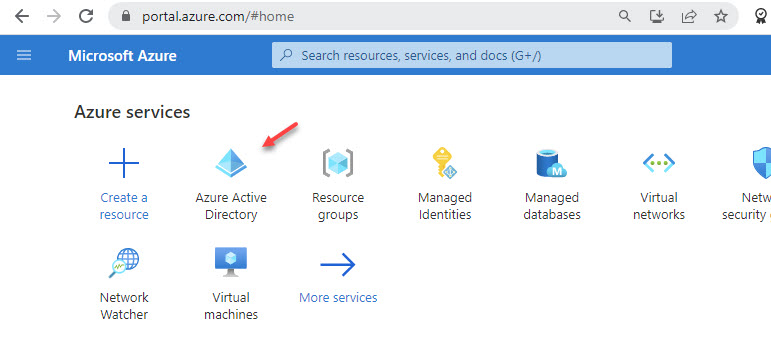 portal.azure.com/#home
Microsoft Azure
Search resources, services, and docs (G+/)
Azure services
Create a
resource
Azure Active
Directory
Resource
groups
Managed
Identities
Managed
databases
Virtual
networks
Netw
security
Network
Watcher
Virtual
machines
More services
M